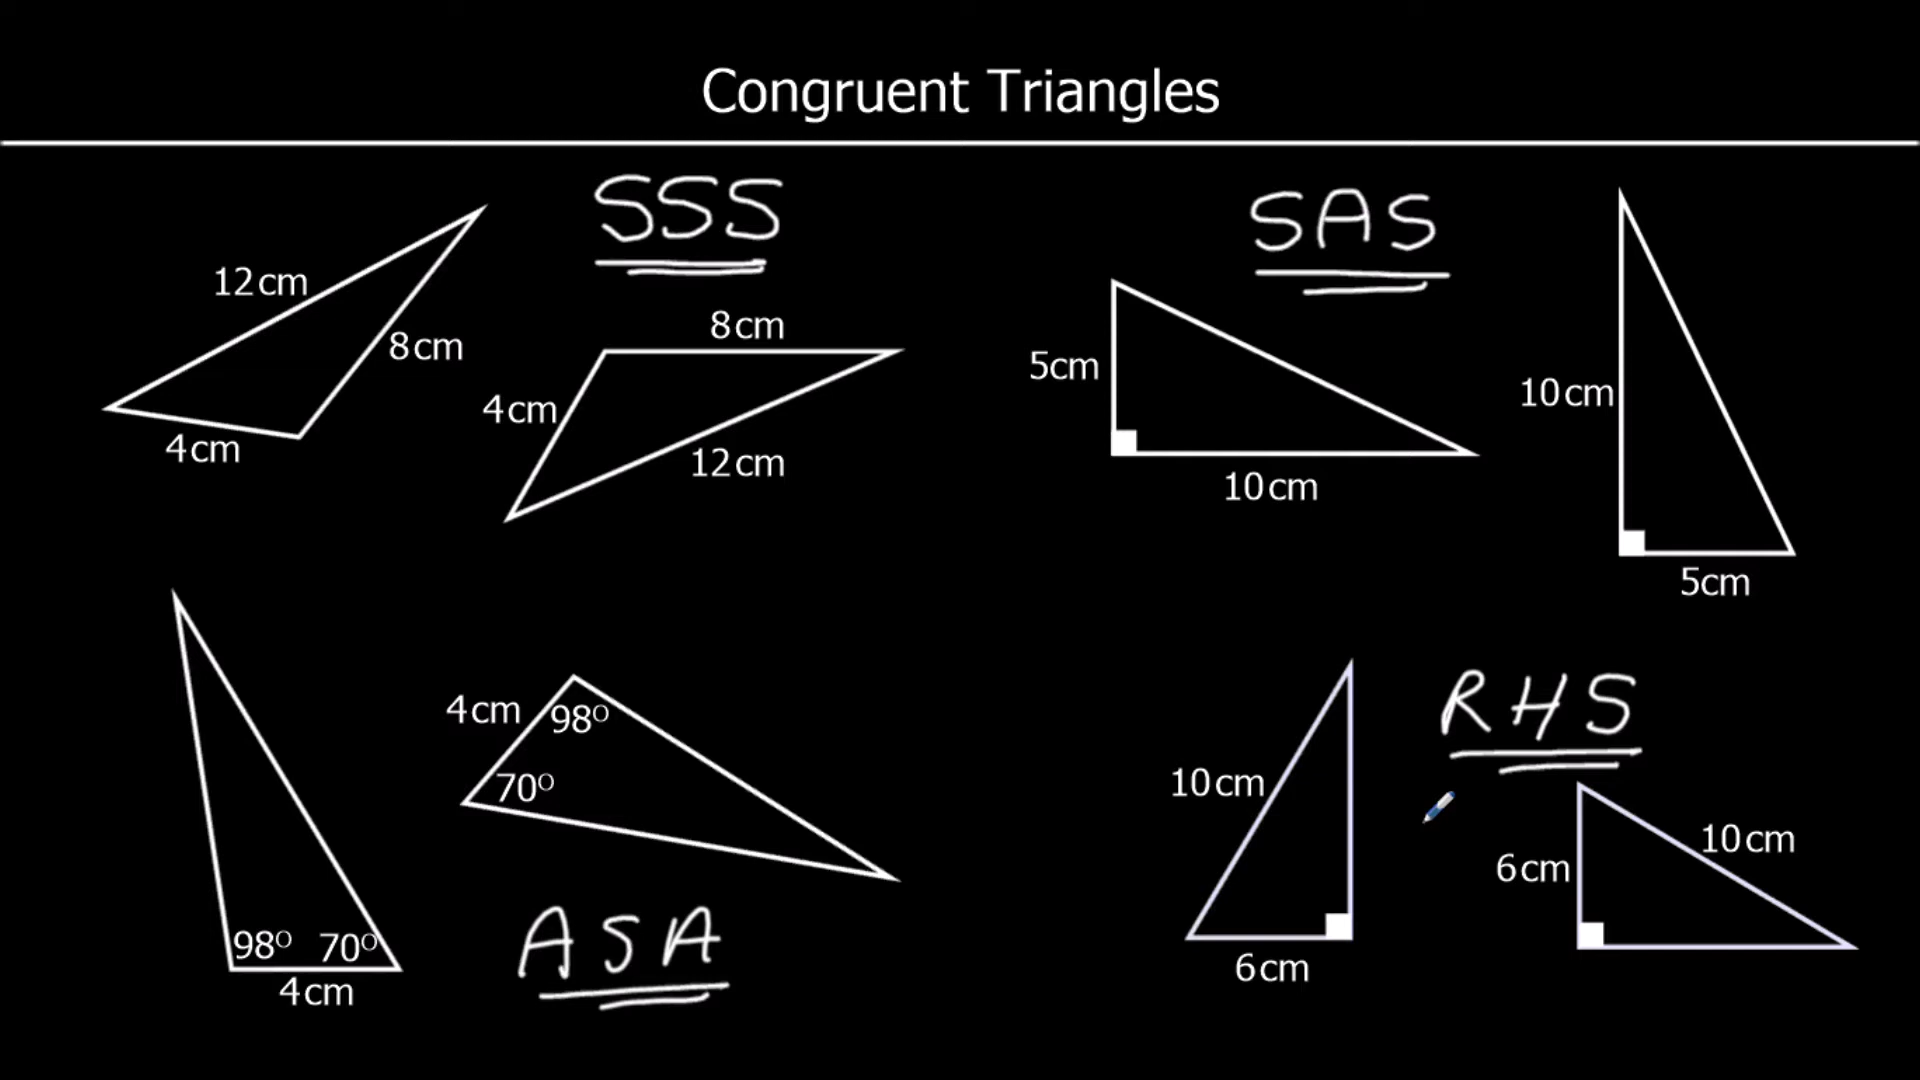 Congruent Triangles
SSS
12cm
8cm
4cm
8cm
4cm
12cm
SAS
5cm
10cm
10cm
5cm
98° 70°
4cm
4cm
98°
70°
ASA
RHS
10cm
6cm
6cm
10cm